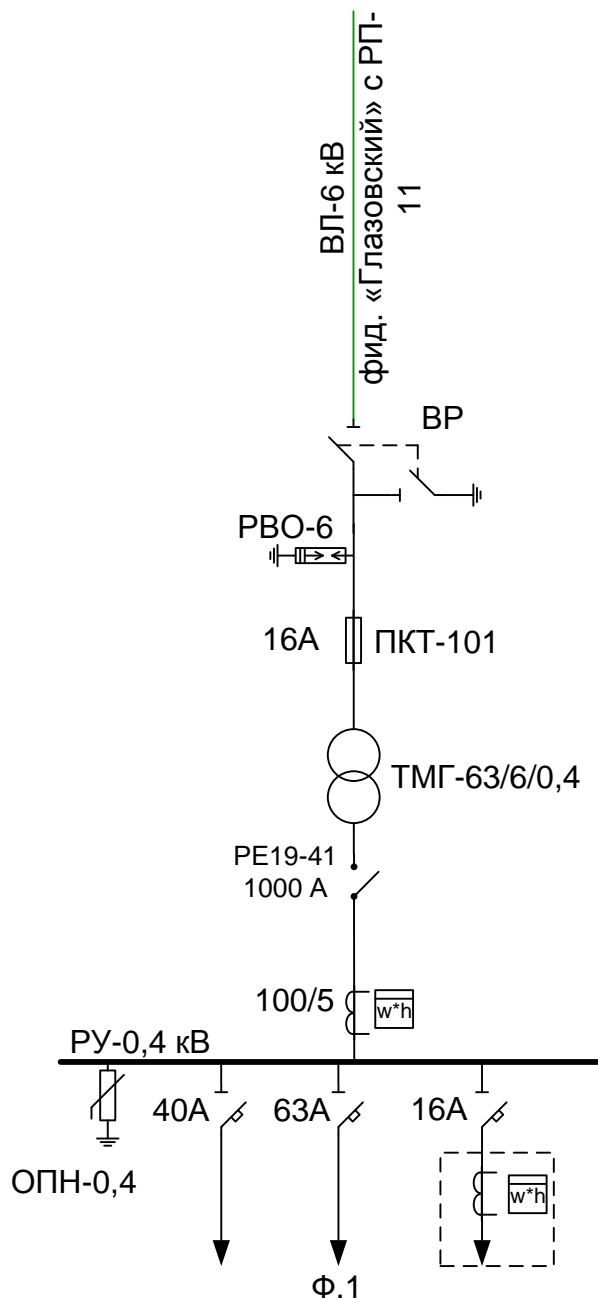 ВЛ-6 кВ
фид. «Глазовский» с РП-
11
ВР
РВО-6
16А
ПКТ-101
ТМГ-63/6/0,4
РЕ19-41
1000 А
100/5
w*h
РУ-0,4 кВ
40А
63А
16А
ОПН-0,4
w*h
Ф.1